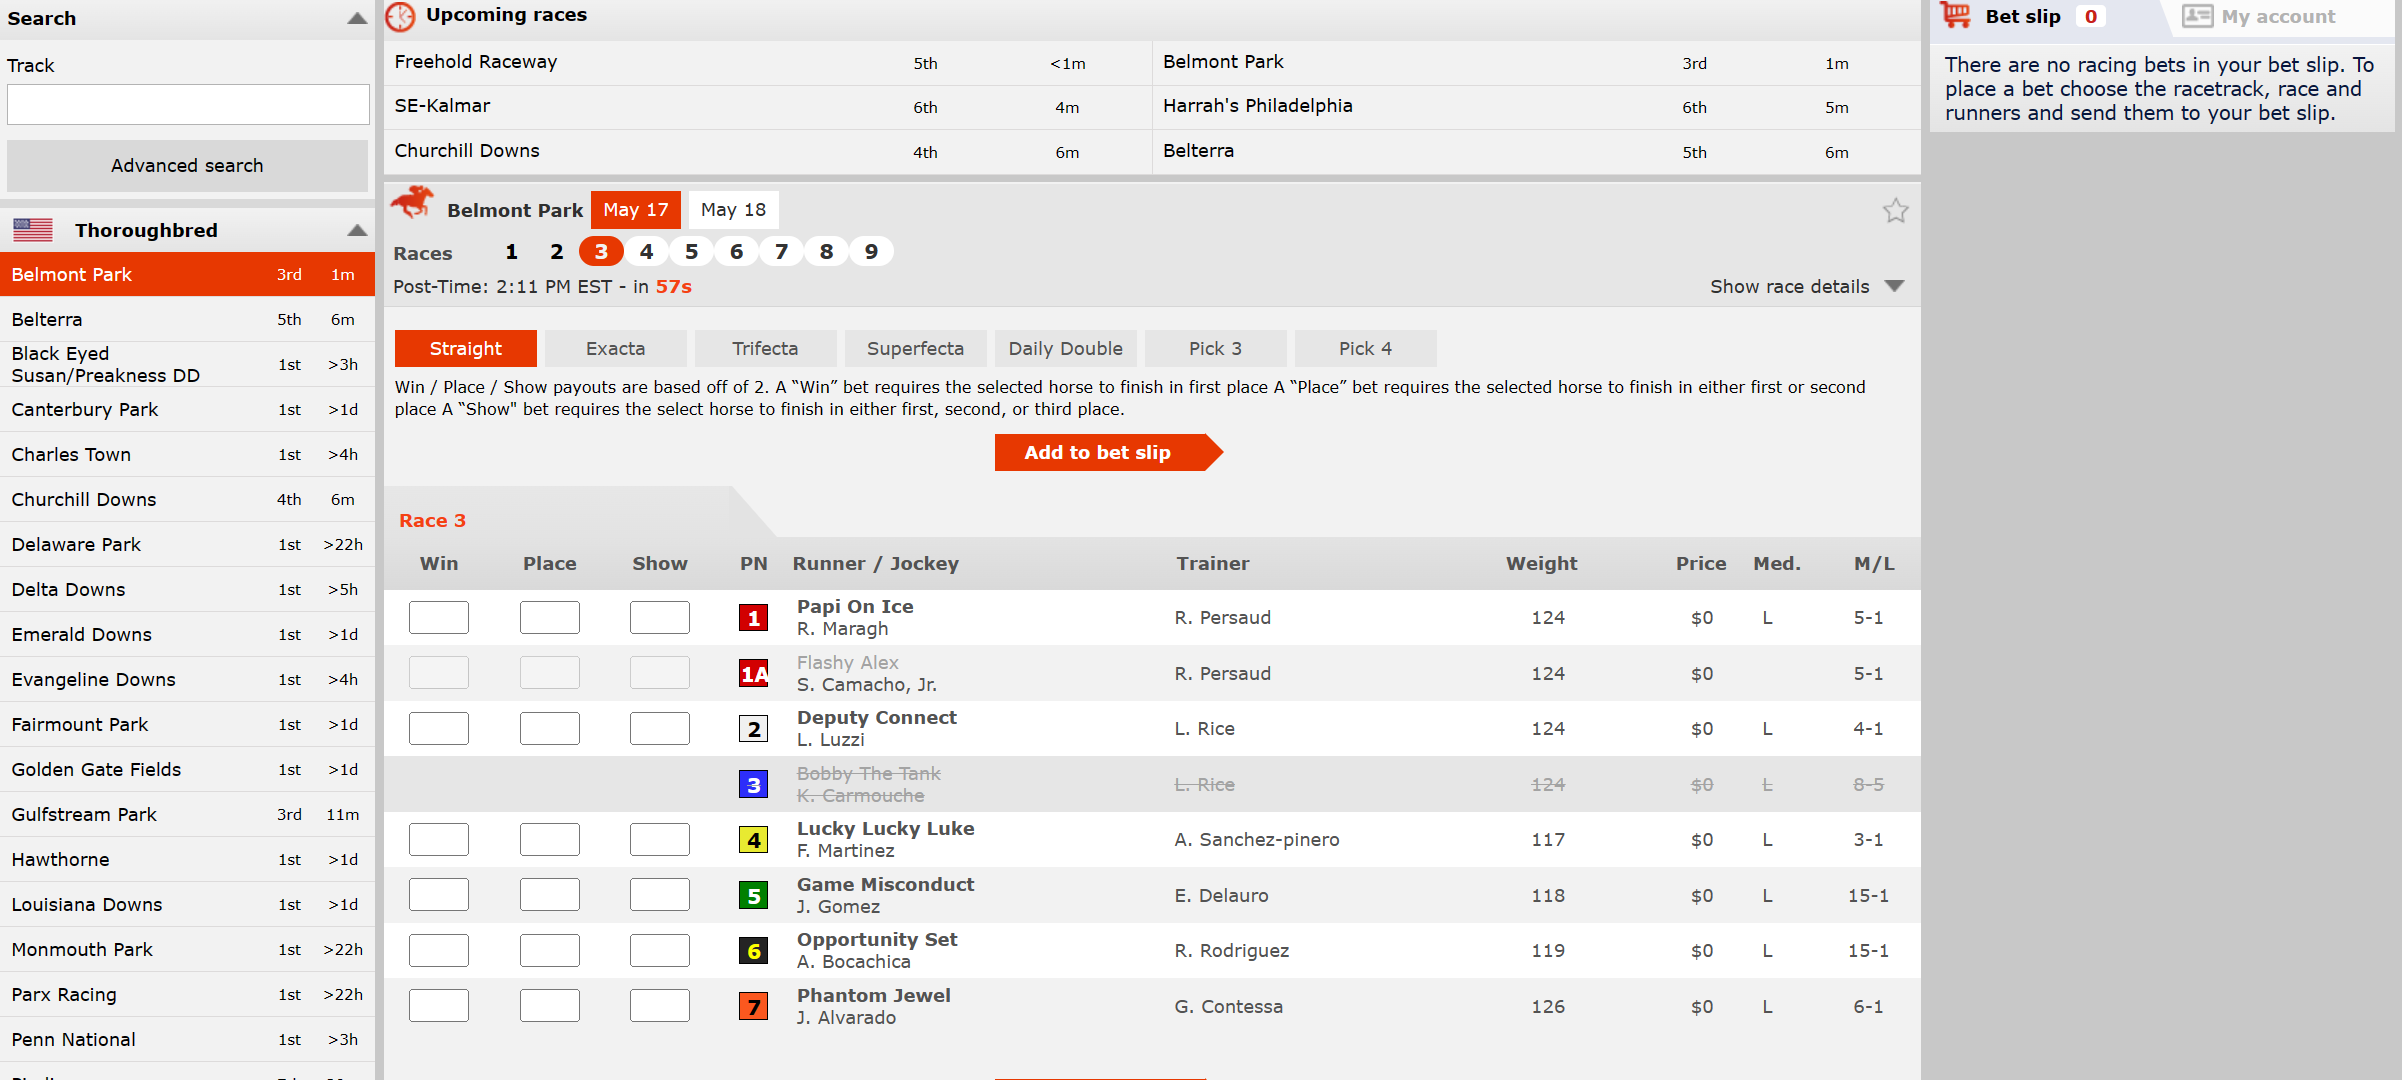 Search
Track
Advanced search
Thoroughbred
Belmont Park 3rd 1m
Belterra 5th 6m
Black Eyed
Susan/Preakness DD 1st >3h
Canterbury Park 1st >1d
Charles Town 1st >4h
Churchill Downs 4th 6m
Delaware Park 1st >22h
Delta Downs 1st >5h
Emerald Downs 1st >1d
Evangeline Downs 1st >4h
Fairmount Park 1st >1d
Golden Gate Fields 1st >1d
Gulfstream Park 3rd 11m
Hawthorne 1st >1d
Louisiana Downs 1st >1d
Monmouth Park 1st >22h
Parx Racing 1st >22h
Penn National 1st >3h
Upcoming races
Freehold Raceway 5th <1m Belmont Park 3rd 1m
SE-Kalmar 6th 4m Harrah's Philadelphia 6th 5m
Churchill Downs 4th 6m Belterra 5th 6m
Belmont Park May 17 May 18
Races 1 2 3 4 5 6 7 8 9
Post-Time: 2:11 PM EST - in 57s Show race details
Straight Exacta Trifecta Superfecta Daily Double Pick 3 Pick 4
Win / Place / Show payouts are based off of 2. A “Win” bet requires the selected horse to finish in first place A “Place” bet requires the selected horse to finish in either first or second
place A “Show" bet requires the select horse to finish in either first, second, or third place.
Add to bet slip
Race 3
Win Place Show PN Runner / Jockey Trainer Weight Price Med. M/L
1 Papi On Ice R. Persaud 124 $0 L 5-1
R. Maragh
1A Flashy Alex R. Persaud 124 $0 5-1
S. Camacho, Jr.
2 Deputy Connect L. Rice 124 $0 L 4-1
L. Luzzi
3 Bobby The Tank L. Rice 124 $0 L 8-5
K. Carmouche
4 Lucky Lucky Luke A. Sanchez-pinero 117 $0 L 3-1
F. Martinez
5 Game Misconduct E. Delauro 118 $0 L 15-1
J. Gomez
6 Opportunity Set R. Rodriguez 119 $0 L 15-1
A. Bocachica
7 Phantom Jewel G. Contessa 126 $0 L 6-1
J. Alvarado
Bet slip 0 My account
There are no racing bets in your bet slip. To
place a bet choose the racetrack, race and
runners and send them to your bet slip.